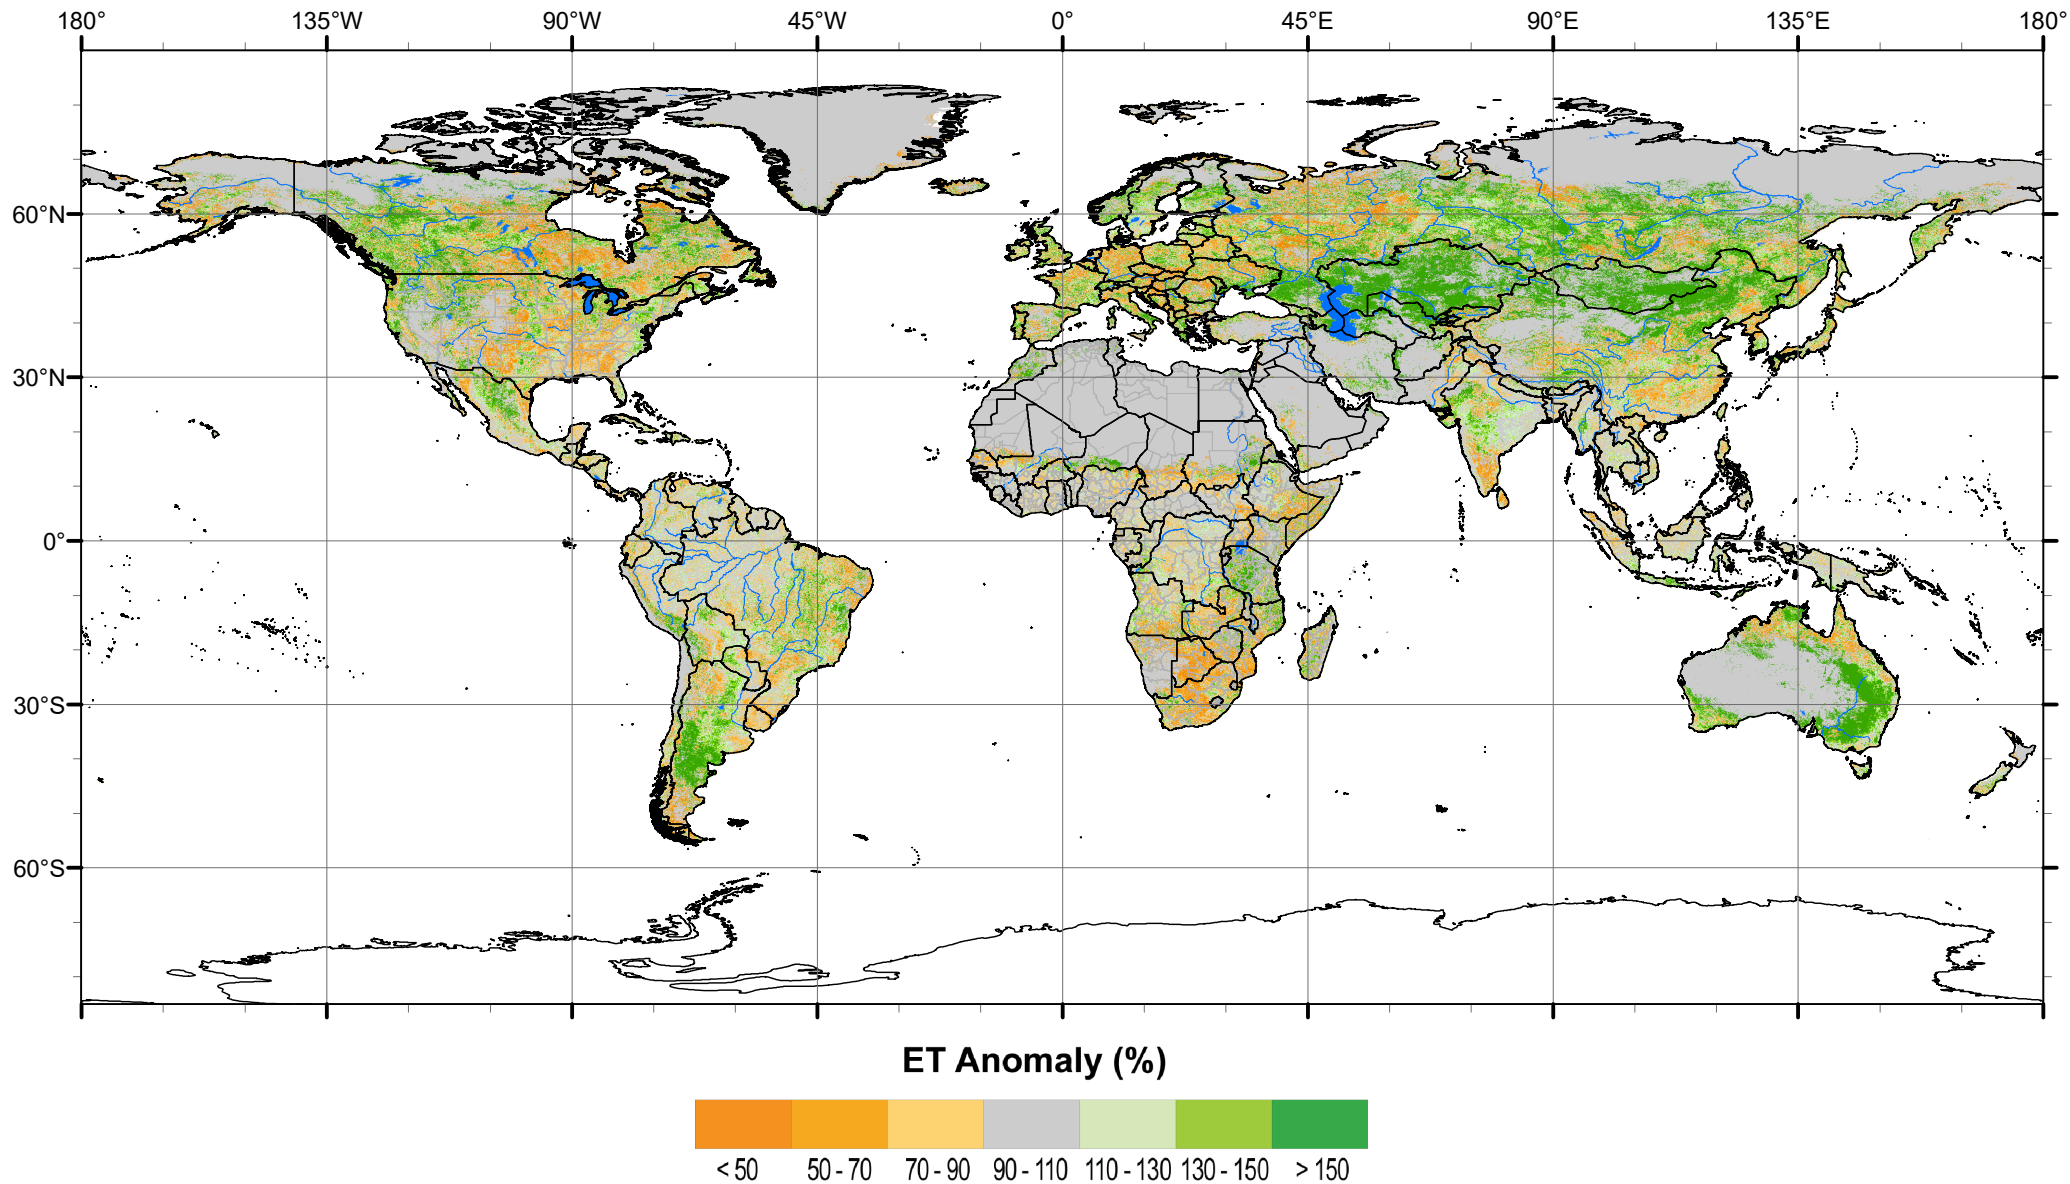 180° 135°W 90°W 45°W 0° 45°E 90°E 135°E 180°
60°N
30°N
0°
30°S
60°S
ET Anomaly (%)
< 50 50 - 70 70 - 90 90 - 110 110 - 130 130 - 150 > 150